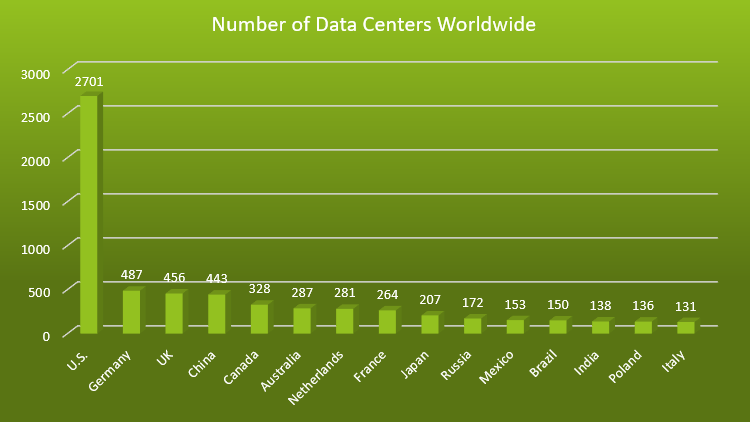 Number of Data Centers Worldwide
3000
2500
2000
1500
1000
500
0
2701
487
456
443
328
287
281
264
207
172
153
150
138
136
131
U.S.
Germany
UK
China
Canada
Australia
Netherlands
France
Japan
Russia
Mexico
Brazil
India
Poland
Italy